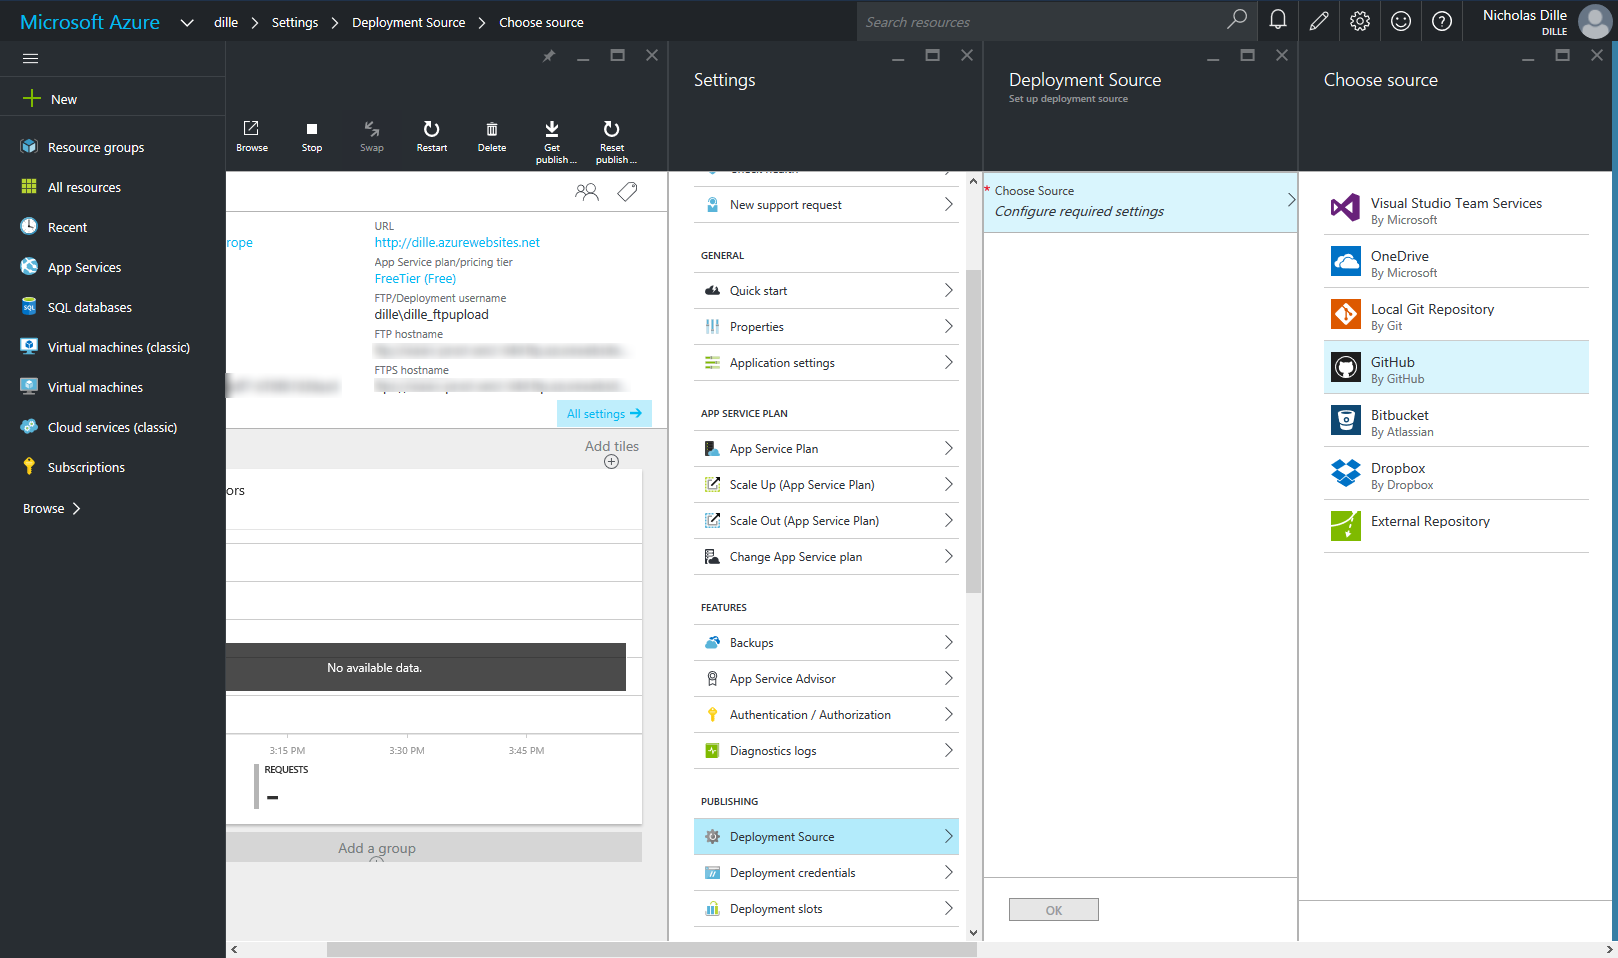 Microsoft Azure
dille
Settings
Deployment Source
Choose source
Search resources
Nicholas Dille
DILLE
New
Resource groups
All resources
Recent
App Services
SQL databases
Virtual machines (classic)
Virtual machines
Cloud services (classic)
Subscriptions
Browse
Browse
Stop
Swap
Restart
Delete
Get
publish ...
Reset
publish ...
rope
URL
http://dille.azurewebsites.net
App Service plan/pricing tier
FreeTier (Free)
FTP/Deployment username
dille\dille_ftpupload
FTP hostname
FTPS hostname
All settings
Add tiles
ors
No available data.
3:15 PM
3:30 PM
3:45 PM
REQUESTS
–
Add a group
Settings
New support request
GENERAL
Quick start
Properties
Application settings
APP SERVICE PLAN
App Service Plan
Scale Up (App Service Plan)
Scale Out (App Service Plan)
Change App Service plan
FEATURES
Backups
App Service Advisor
Authentication / Authorization
Diagnostics logs
PUBLISHING
Deployment Source
Deployment credentials
Deployment slots
Deployment Source
Set up deployment source
* Choose Source
Configure required settings
OK
Choose source
Visual Studio Team Services
By Microsoft
OneDrive
By Microsoft
Local Git Repository
By Git
GitHub
By GitHub
Bitbucket
By Atlassian
Dropbox
By Dropbox
External Repository